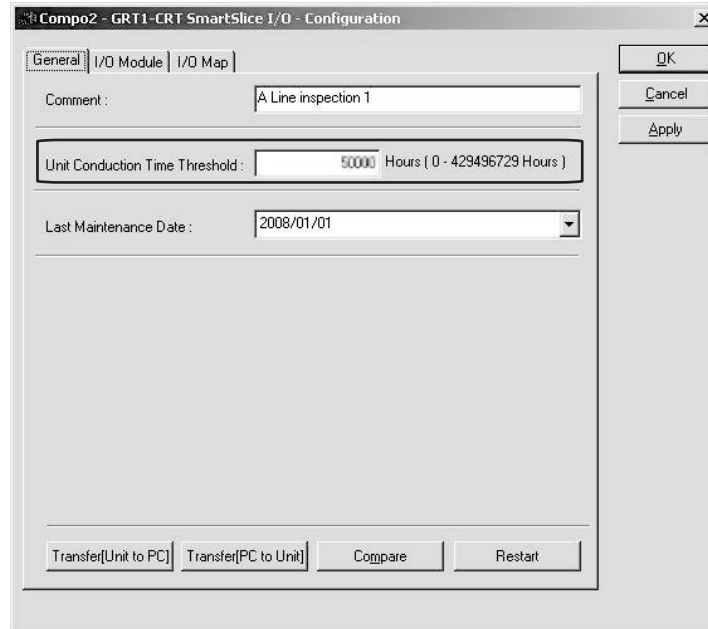 Compo2 - GRT1-CRT SmartSlice I/O - Configuration
General I/O Module I/O Map
OK
Cancel
Apply
Comment : A Line inspection 1
Unit Conduction Time Threshold : 50000 Hours ( 0 - 429496729 Hours )
Last Maintenance Date : 2008/01/01
Transfer[Unit to PC] Transfer[PC to Unit] Compare Restart